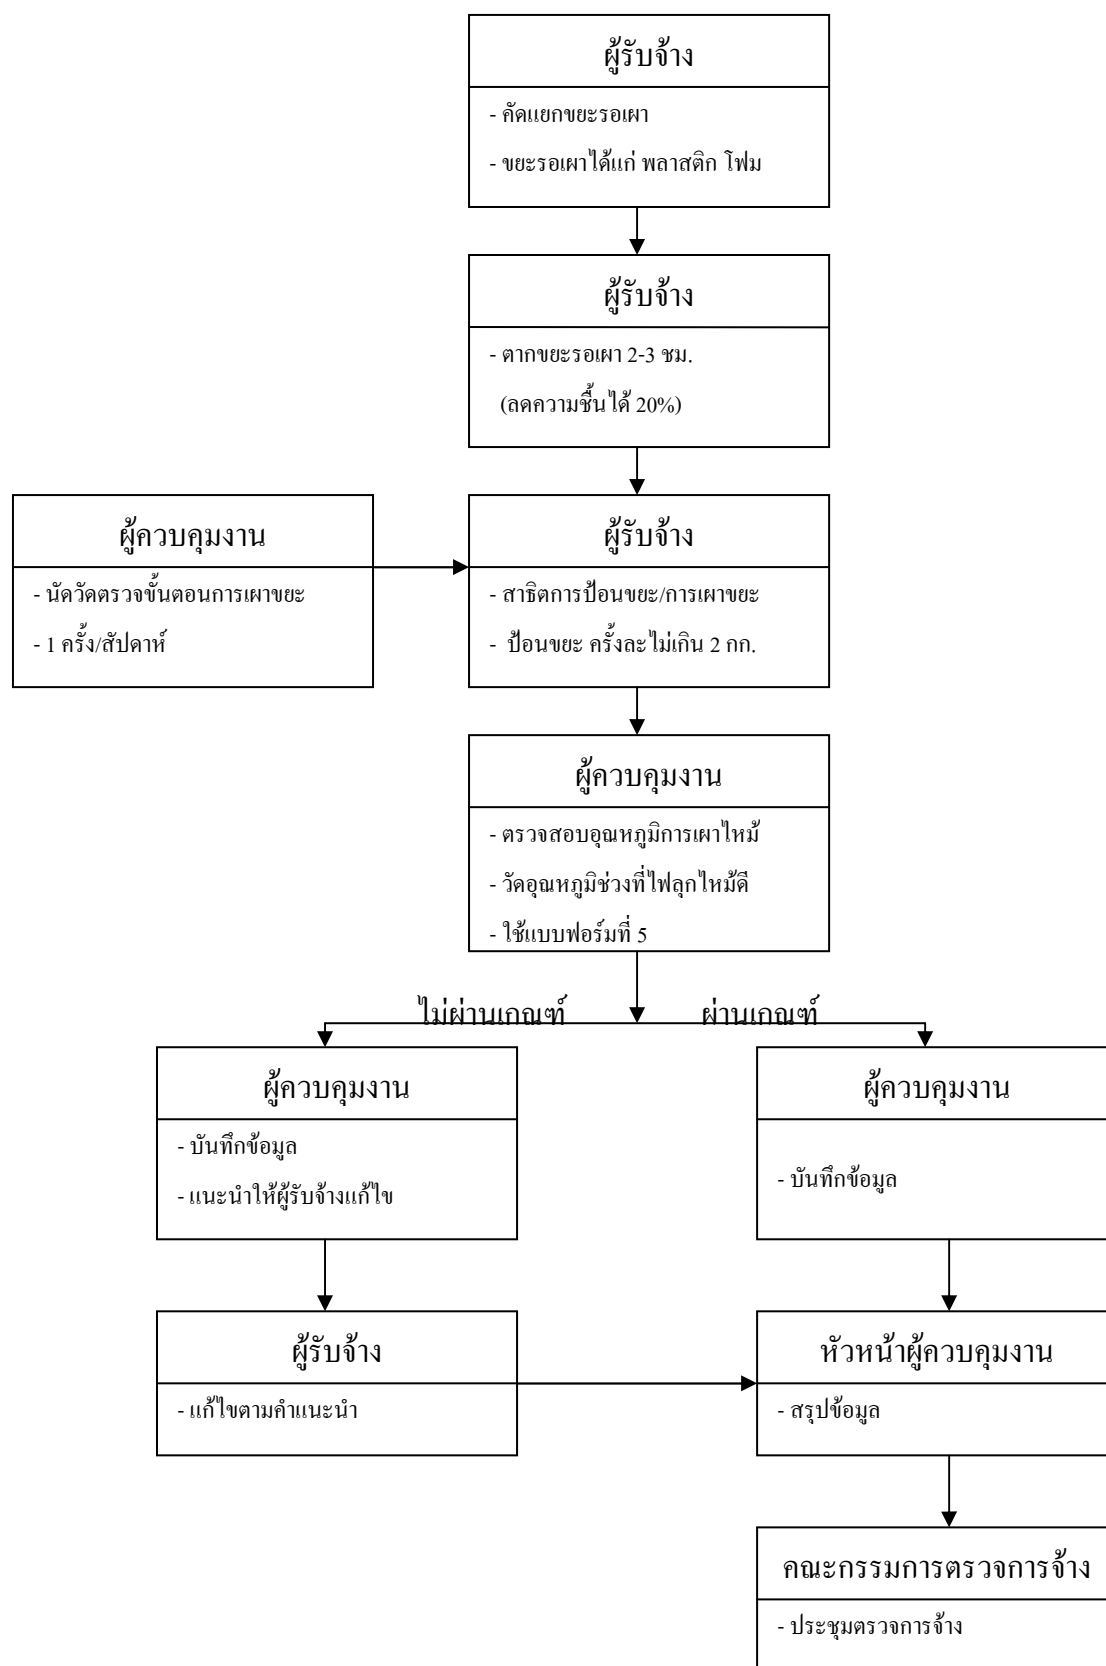 ผู้รับจ้าง
- คัดแยกขยะรอเผา
- ขยะรอเผาได้แก่ พลาสติก โฟม
ผู้รับจ้าง
- ตากขยะรอเผา 2-3 ชม.
(ลดความชื้นได้ 20%)
ผู้ควบคุมงาน
- นัดวัดตรวจขั้นตอนการเผาขยะ
- 1 ครั้ง/สัปดาห์
ผู้รับจ้าง
- สาธิตการป้อนขยะ/การเผาขยะ
- ป้อนขยะ ครั้งละไม่เกิน 2 กก.
ผู้ควบคุมงาน
- ตรวจสอบอุณหภูมิการเผาไหม้
- วัดอุณหภูมิช่วงที่ไฟลุกไหม้ดี
- ใช้แบบฟอร์มที่ 5
ไม่ผ่านเกณฑ์
ผ่านเกณฑ์
ผู้ควบคุมงาน
- บันทึกข้อมูล
- แนะนำให้ผู้รับจ้างแก้ไข
ผู้ควบคุมงาน
- บันทึกข้อมูล
ผู้รับจ้าง
- แก้ไขตามคำแนะนำ
หัวหน้าผู้ควบคุมงาน
- สรุปข้อมูล
คณะกรรมการตรวจการจ้าง
- ประชุมตรวจการจ้าง